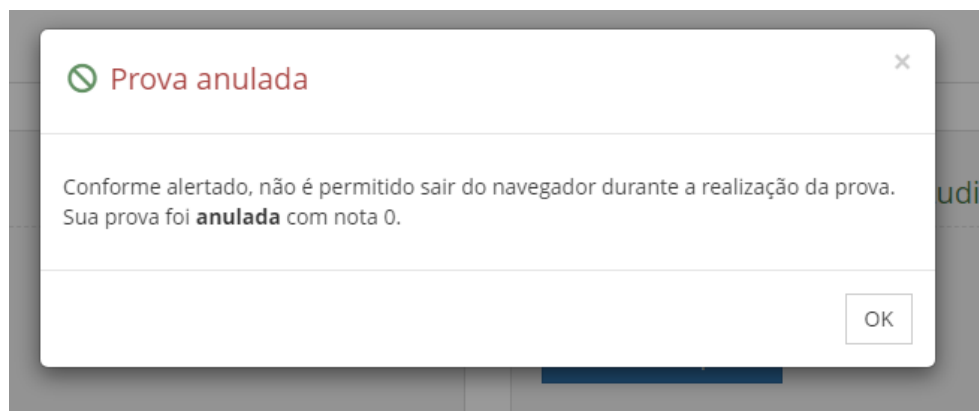 Prova anulada
×
Conforme alertado, não é permitido sair do navegador durante a realização da prova.
Sua prova foi anulada com nota 0.
udi
OK